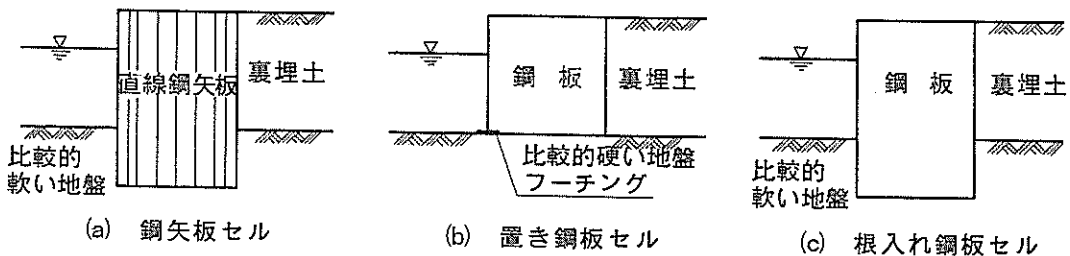 直線鋼矢板
裏埋土
比較的
軟い地盤
(a) 鋼矢板セル
鋼板
裏埋土
比較的硬い地盤
フーチング
(b) 置き鋼板セル
鋼板
裏埋土
比較的
軟い地盤
(c) 根入れ鋼板セル